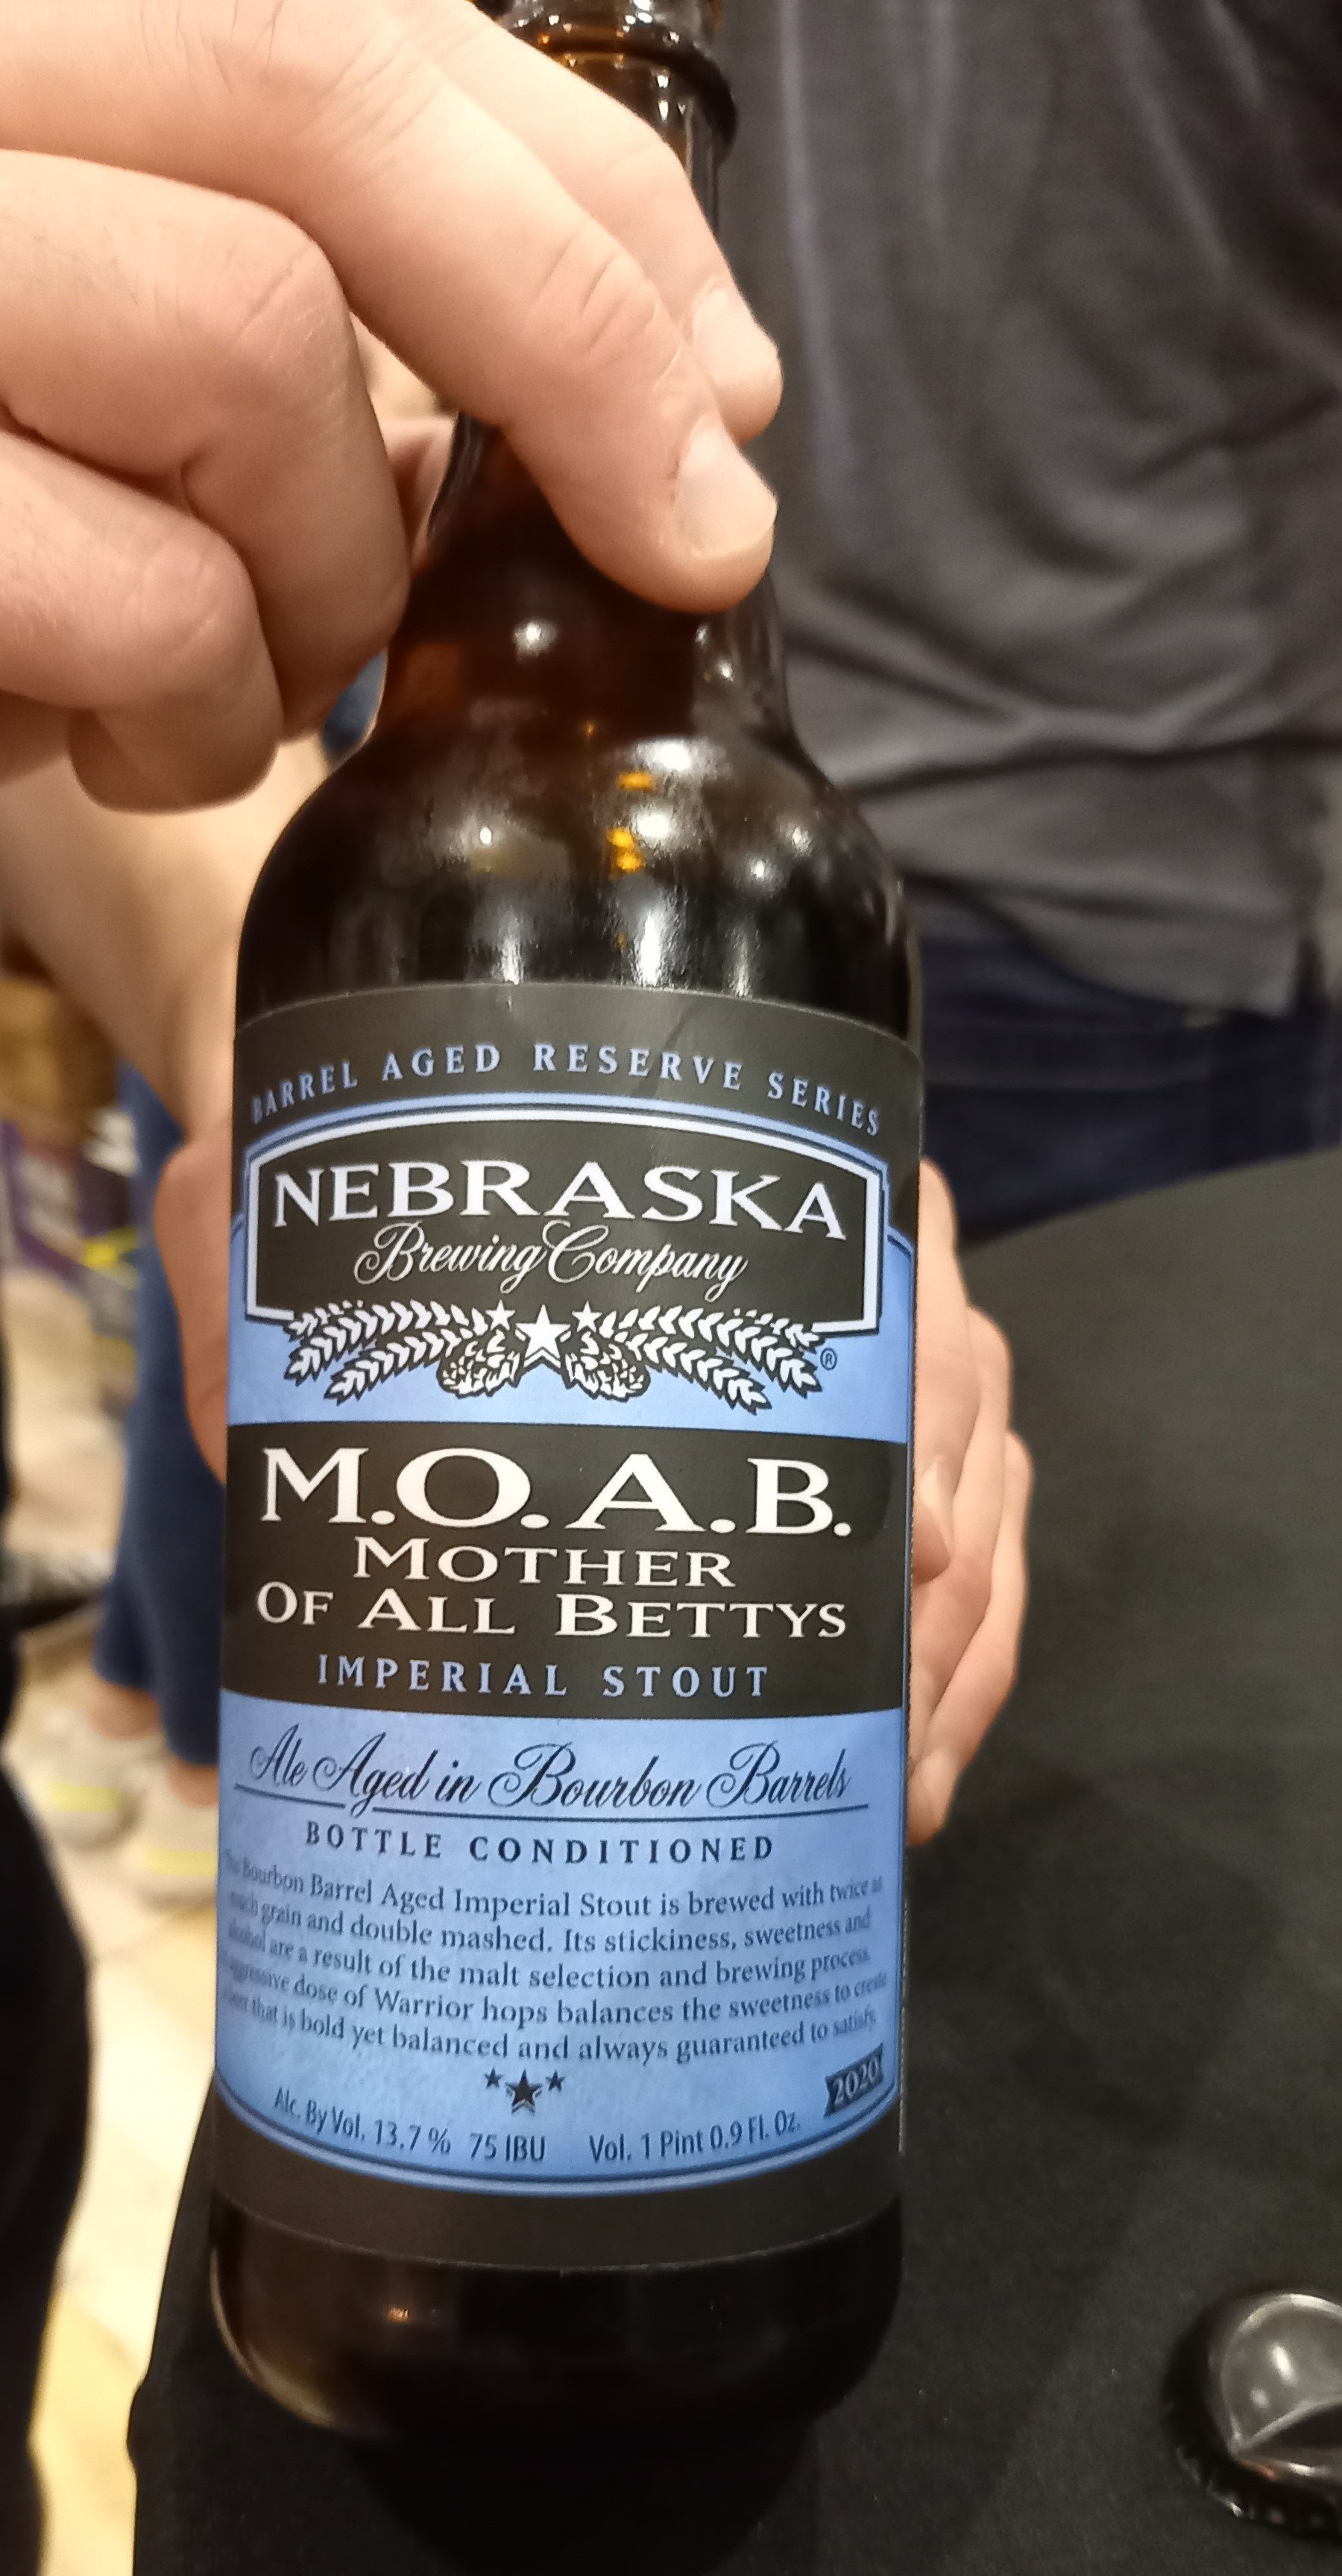 BARREL AGED RESERVE SERIES
NEBRASKA
Brewing Company
®
M.O.A.B.
MOTHER
OF ALL BETTYS
IMPERIAL STOUT
Ale Aged in Bourbon Barrels
BOTTLE CONDITIONED
Bourbon Barrel Aged Imperial Stout is brewed with twice as
much grain and double mashed. Its stickiness, sweetness and
alcohol are a result of the malt selection and brewing process.
aggressive dose of Warrior hops balances the sweetness to create
beer that is bold yet balanced and always guaranteed to satisfy.
2020
Alc. By Vol. 13.7% 75 IBU Vol. 1 Pint 0.9 Fl. Oz.